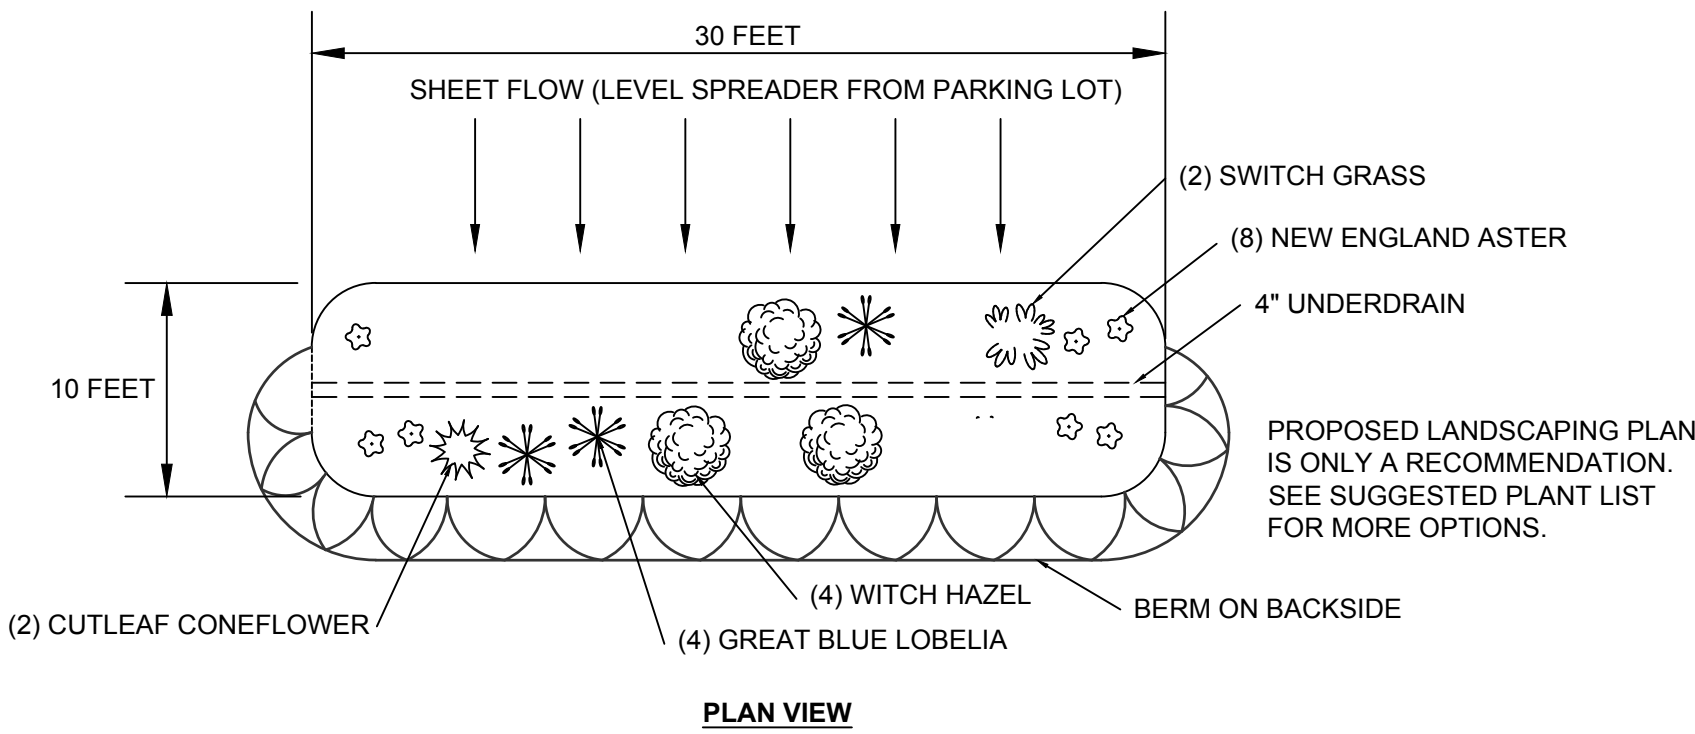 30 FEET
SHEET FLOW (LEVEL SPREADER FROM PARKING LOT)
(2) SWITCH GRASS
(8) NEW ENGLAND ASTER
4" UNDERDRAIN
10 FEET
PROPOSED LANDSCAPING PLAN
IS ONLY A RECOMMENDATION.
SEE SUGGESTED PLANT LIST
FOR MORE OPTIONS.
(4) WITCH HAZEL
BERM ON BACKSIDE
(2) CUTLEAF CONEFLOWER
(4) GREAT BLUE LOBELIA
PLAN VIEW